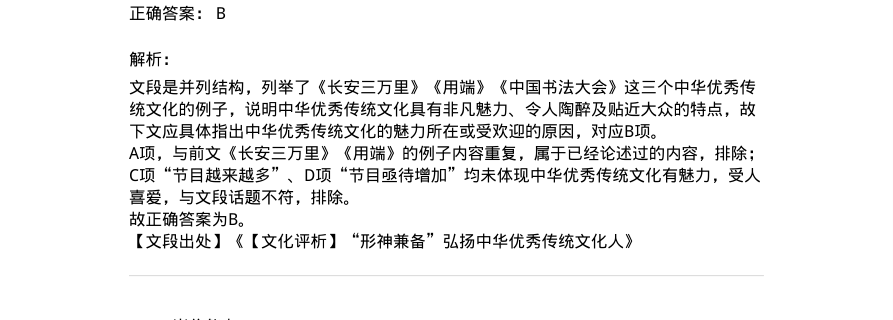 正确答案： B
解析：
文段是并列结构，列举了《长安三万里》《用端》《中国书法大会》这三个中华优秀传
统文化的例子，说明中华优秀传统文化具有非凡魅力、令人陶醉及贴近大众的特点，故
下文应具体指出中华优秀传统文化的魅力所在或受欢迎的原因，对应B项。
A项，与前文《长安三万里》《用端》的例子内容重复，属于已经论述过的内容，排除；
C项“节目越来越多”、D项“节目亟待增加”均未体现中华优秀传统文化有魅力，受人
喜爱，与文段话题不符，排除。
故正确答案为B。
【文段出处】《【文化评析】“形神兼备”弘扬中华优秀传统文化人》